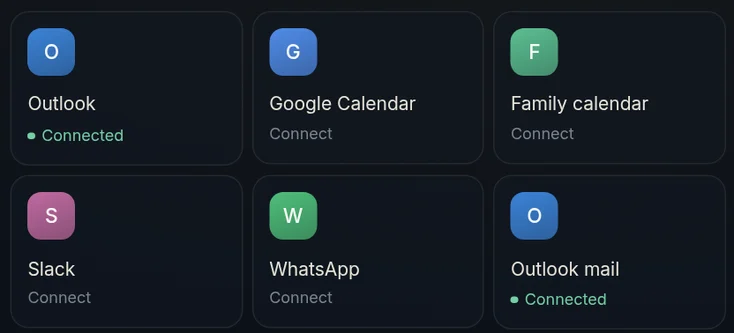 O
Outlook
Connected
G
Google Calendar
Connect
F
Family calendar
Connect
S
Slack
Connect
W
WhatsApp
Connect
O
Outlook mail
Connected